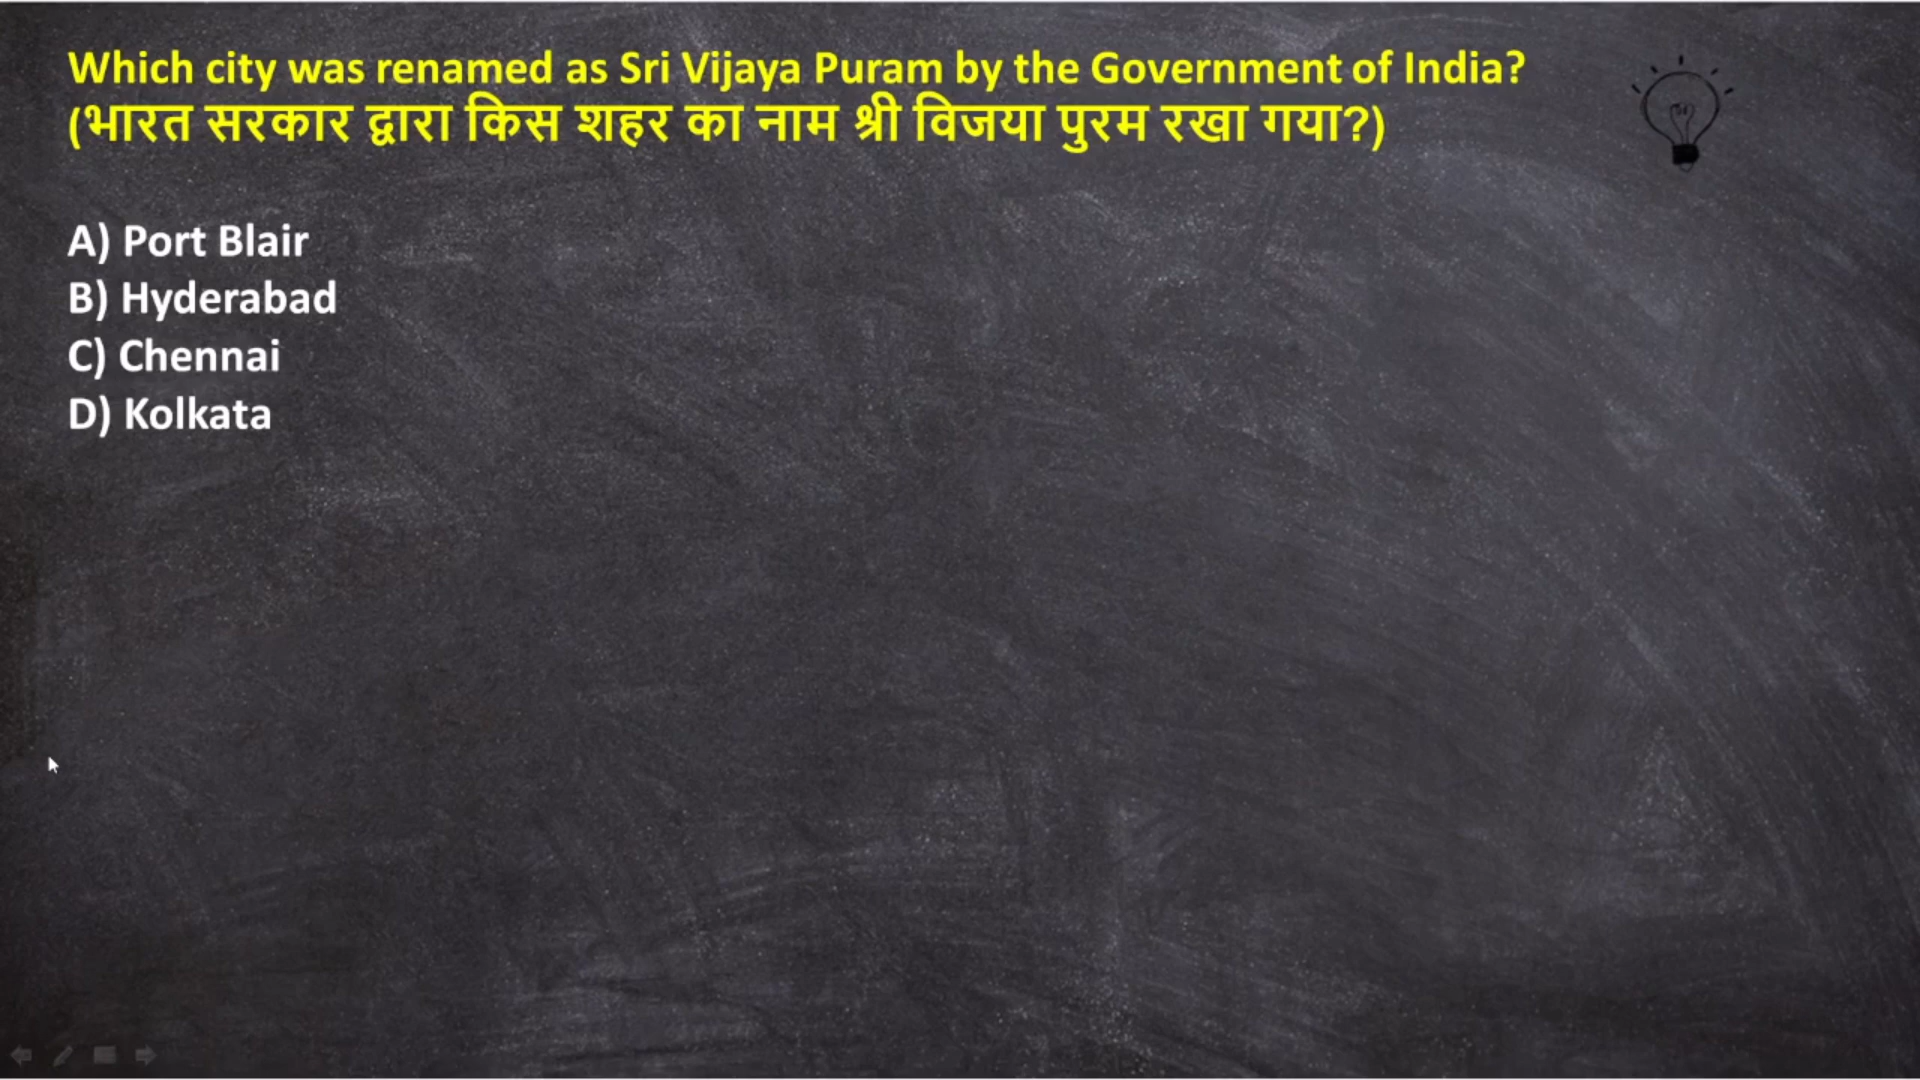 Which city was renamed as Sri Vijaya Puram by the Government of India?
(भारत सरकार द्वारा किस शहर का नाम श्री विजया पुरम रखा गया?)
A) Port Blair
B) Hyderabad
C) Chennai
D) Kolkata